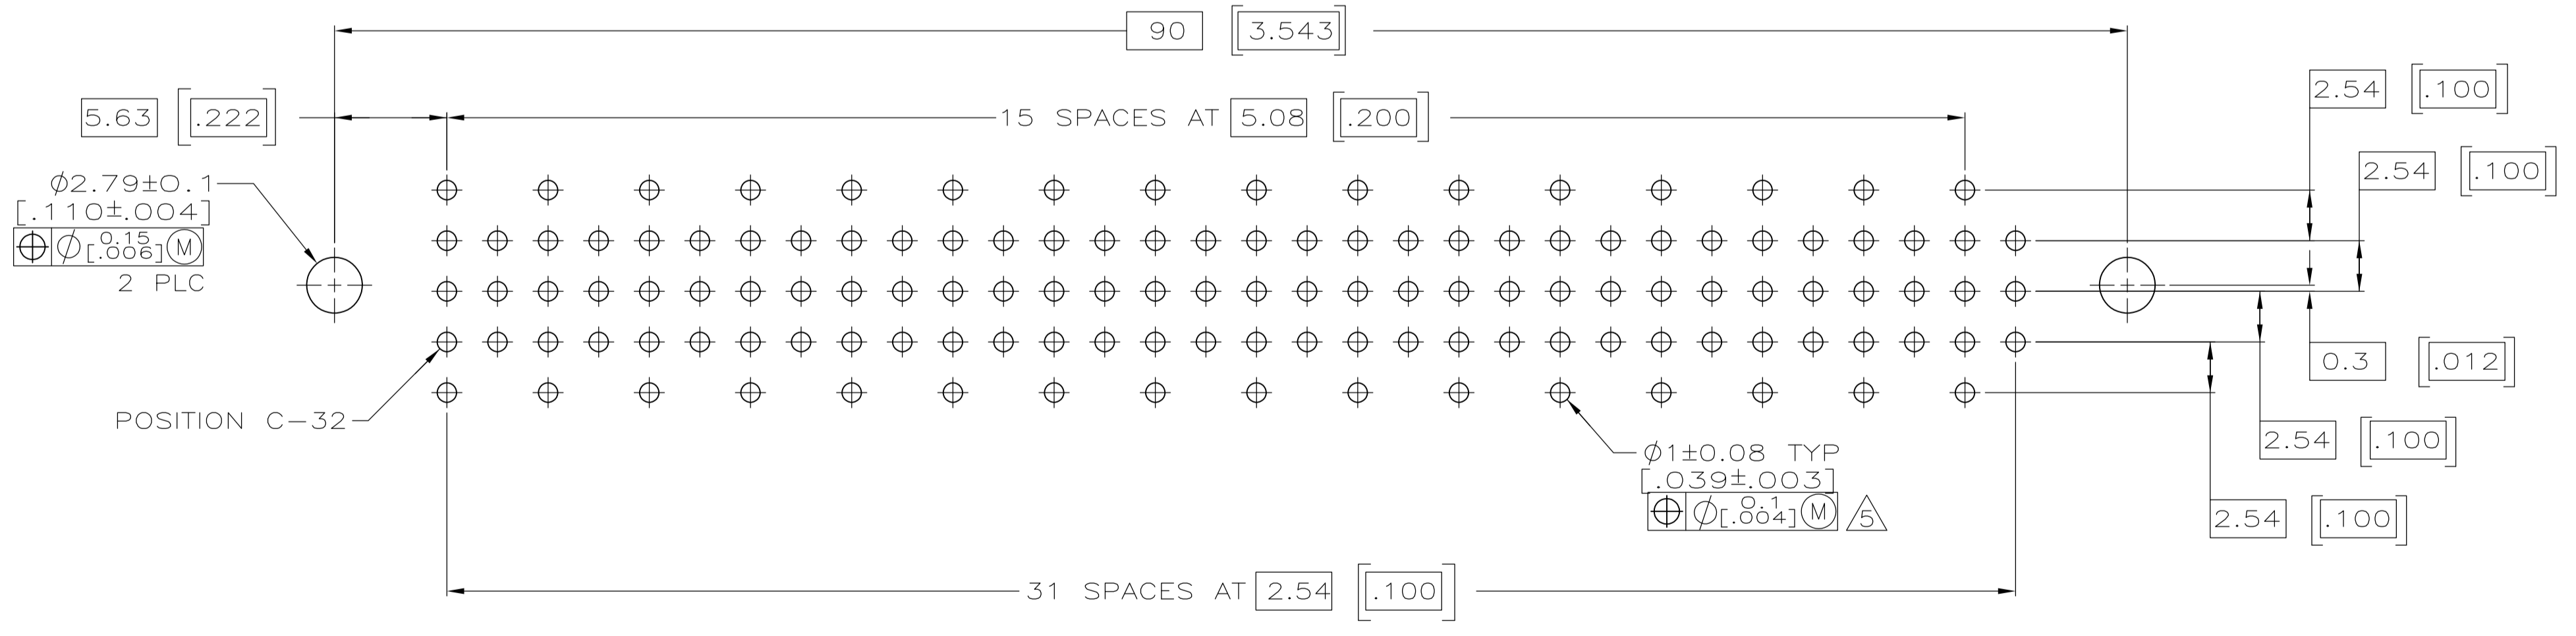 90 [3.543]
5.63 [.222]
15 SPACES AT 5.08 [.200]
2.54 [.100]
2.54 [.100]
∅2.79±0.1
[.110±.004]
⌖ ∅ 0.15 [.006] Ⓜ
2 PLC
POSITION C-32
0.3 [.012]
2.54 [.100]
∅1±0.08 TYP
[.039±.003]
⌖ ∅ 0.1 [.004] Ⓜ 5
2.54 [.100]
31 SPACES AT 2.54 [.100]